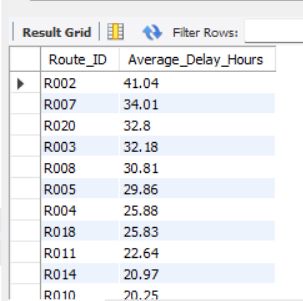 Result Grid Filter Rows:
Route_ID Average_Delay_Hours
R002 41.04
R007 34.01
R020 32.8
R003 32.18
R008 30.81
R005 29.86
R004 25.88
R018 25.83
R011 22.64
R014 20.97
R010 20.25